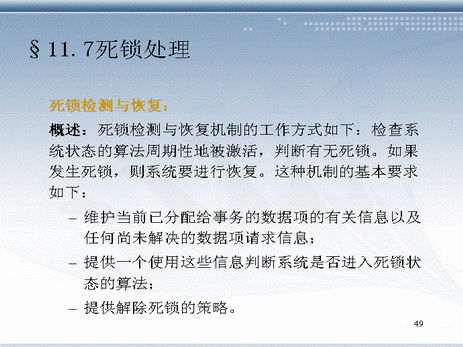 §11.7死锁处理
死锁检测与恢复：
概述：死锁检测与恢复机制的工作方式如下：检查系
统状态的算法周期性地被激活，判断有无死锁。如果
发生死锁，则系统要进行恢复。这种机制的基本要求
如下：
– 维护当前已分配给事务的数据项的有关信息以及
任何尚未解决的数据项请求信息；
– 提供一个使用这些信息判断系统是否进入死锁状
态的算法；
– 提供解除死锁的策略。
49